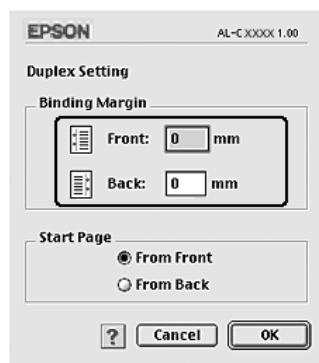 EPSON AL-C XXXX 1.00
Duplex Setting
Binding Margin
Front: 0 mm
Back: 0 mm
Start Page
From Front
From Back
? Cancel OK